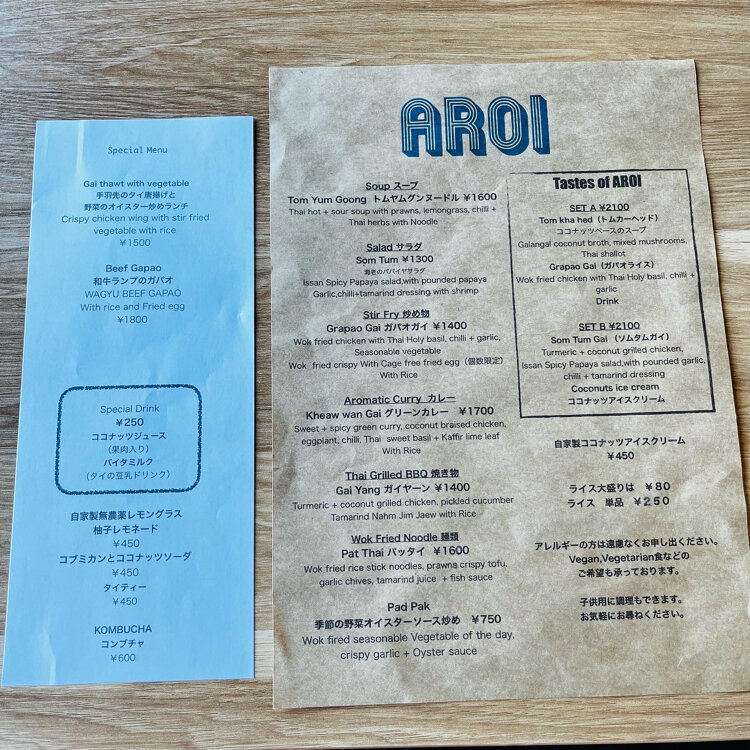 Special Menu
Gai thawt with vegetable
手羽先のタイ唐揚げと
野菜のオイスター炒めランチ
Crispy chicken wing with stir fried
vegetable with rice
￥1500
Beef Gapao
和牛ランプのガパオ
WAGYU BEEF GAPAO
With rice and Fried egg
￥1800
Special Drink
￥250
ココナッツジュース
（果肉入り）
バイタミルク
（タイの豆乳ドリンク）
自家製無農薬レモングラス
柚子レモネード
￥450
コブミカンとココナッツソーダ
￥450
タイティー
￥450
KOMBUCHA
コンブチャ
￥600
AROI
Soup スープ
Tom Yum Goong トムヤムグンヌードル ￥1600
Thai hot + sour soup with prawns, lemongrass, chilli +
Thai herbs with Noodle
Salad サラダ
Som Tum ￥1300
海老のパパイヤサラダ
Issan Spicy Papaya salad,with pounded papaya
Garlic,chilli+tamarind dressing with shrimp
Stir Fry 炒め物
Grapao Gai ガパオガイ ￥1400
Wok fried chicken with Thai Holy basil, chilli + garlic,
Seasonable vegetable
Wok fried crispy With Cage free fried egg（個数限定）
With Rice
Aromatic Curry カレー
Kheaw wan Gai グリーンカレー ￥1700
Sweet + spicy green curry, coconut braised chicken,
eggplant, chilli, Thai sweet basil + Kaffir lime leaf
With Rice
Thai Grilled BBQ 焼き物
Gai Yang ガイヤーン ￥1400
Turmeric + coconut grilled chicken, pickled cucumber
Tamarind Nahm Jim Jaew with Rice
Wok Fried Noodle 麺類
Pat Thai パッタイ ￥1600
Wok fried rice stick noodles, prawns crispy tofu,
garlic chives, tamarind juice + fish sauce
Pad Pak
季節の野菜オイスターソース炒め ￥750
Wok fired seasonable Vegetable of the day,
crispy garlic + Oyster sauce
Tastes of AROI
SET A ￥2100
Tom kha hed（トムカーヘッド）
ココナッツベースのスープ
Galangal coconut broth, mixed mushrooms,
Thai shallot
Grapao Gai（ガパオライス）
Wok fried chicken with Thai Holy basil, chilli +
garlic
Drink
SET B ￥2100
Som Tum Gai （ソムタムガイ）
Turmeric + coconut grilled chicken,
Issan Spicy Papaya salad,with pounded garlic,
chilli + tamarind dressing
Coconuts ice cream
ココナッツアイスクリーム
自家製ココナッツアイスクリーム
￥450
ライス大盛りは ￥８０
ライス 単品 ￥２５０
アレルギーの方は遠慮なくお申し出ください。
Vegan,Vegetarian食などの
ご希望も承っております。
子供用に調理もできます。
お気軽にお尋ねください。